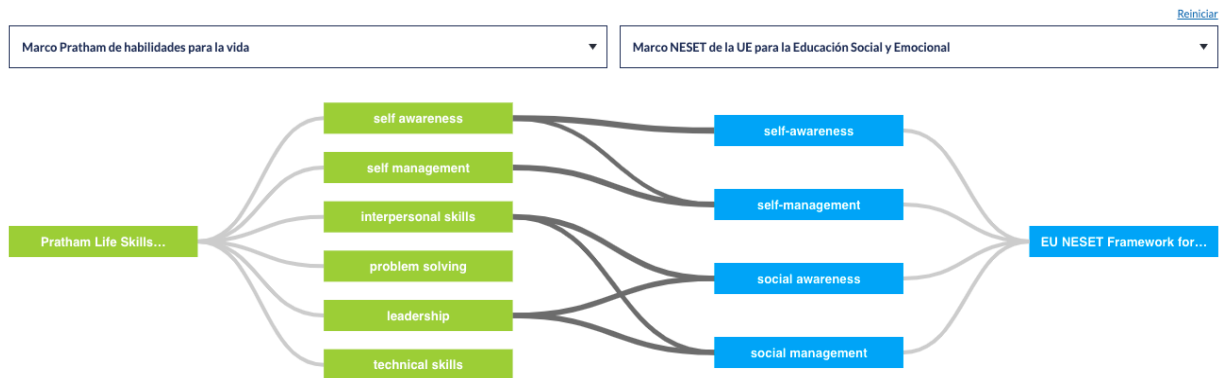 Reiniciar
Marco Pratham de habilidades para la vida
Marco NESET de la UE para la Educación Social y Emocional
self awareness
self-awareness
self management
self-management
interpersonal skills
Pratham Life Skills...
EU NESET Framework for...
problem solving
social awareness
leadership
social management
technical skills